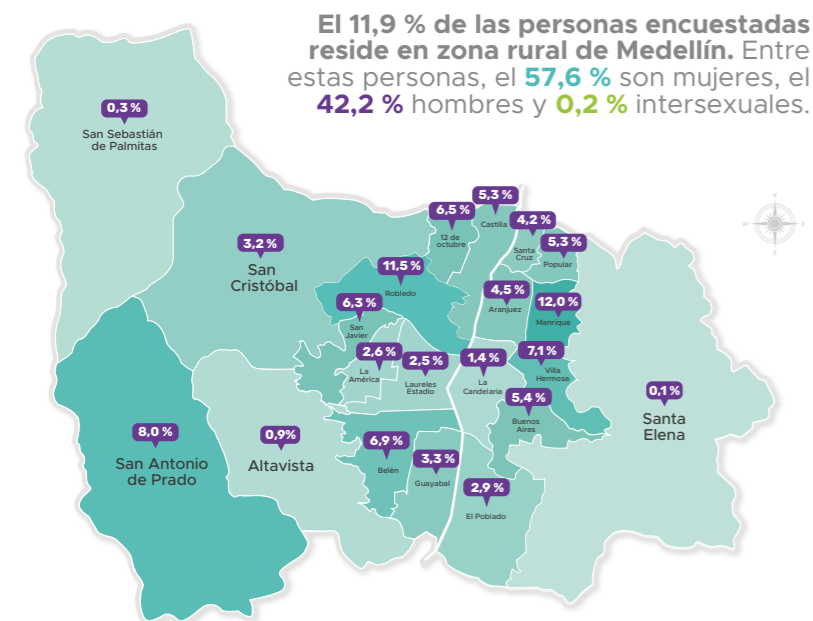 El 11,9 % de las personas encuestadas
reside en zona rural de Medellín. Entre
estas personas, el 57,6 % son mujeres, el
42,2 % hombres y 0,2 % intersexuales.
0,3 %
San Sebastián
de Palmitas
3,2 %
San
Cristóbal
6,5 %
12 de
octubre
5,3 %
Castilla
4,2 %
Santa
Cruz
5,3 %
Popular
11,5 %
Robledo
4,5 %
Aranjuez
12,0 %
Manrique
6,3 %
San
Javier
2,6 %
La
América
2,5 %
Laureles
Estadio
1,4 %
La
Candelaria
7,1 %
Villa
Hermosa
5,4 %
Buenos
Aires
0,1 %
Santa
Elena
8,0 %
San Antonio
de Prado
0,9%
Altavista
6,9 %
Belén
3,3 %
Guayabal
2,9 %
El Poblado